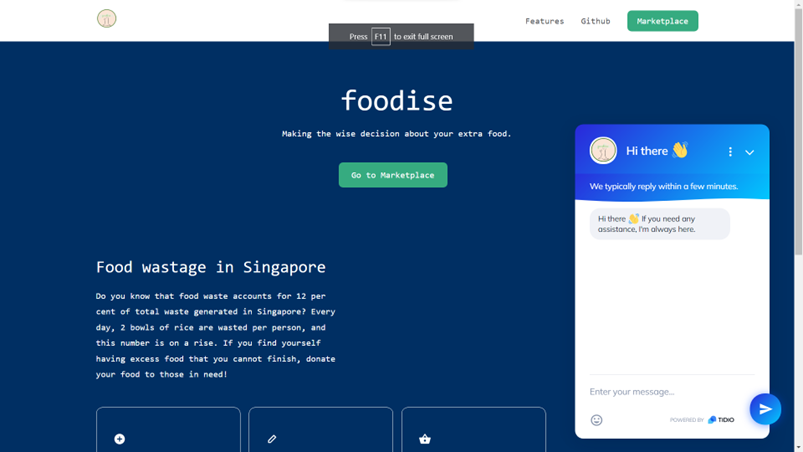 Features Github Marketplace
Press F11 to exit full screen
foodise
Making the wise decision about your extra food.
Go to Marketplace
Food wastage in Singapore
Do you know that food waste accounts for 12 per
cent of total waste generated in Singapore? Every
day, 2 bowls of rice are wasted per person, and
this number is on a rise. If you find yourself
having excess food that you cannot finish, donate
your food to those in need!
Hi there 👋
We typically reply within a few minutes.
Hi there 👋 If you need any
assistance, I'm always here.
Enter your message...
POWERED BY TIDIO